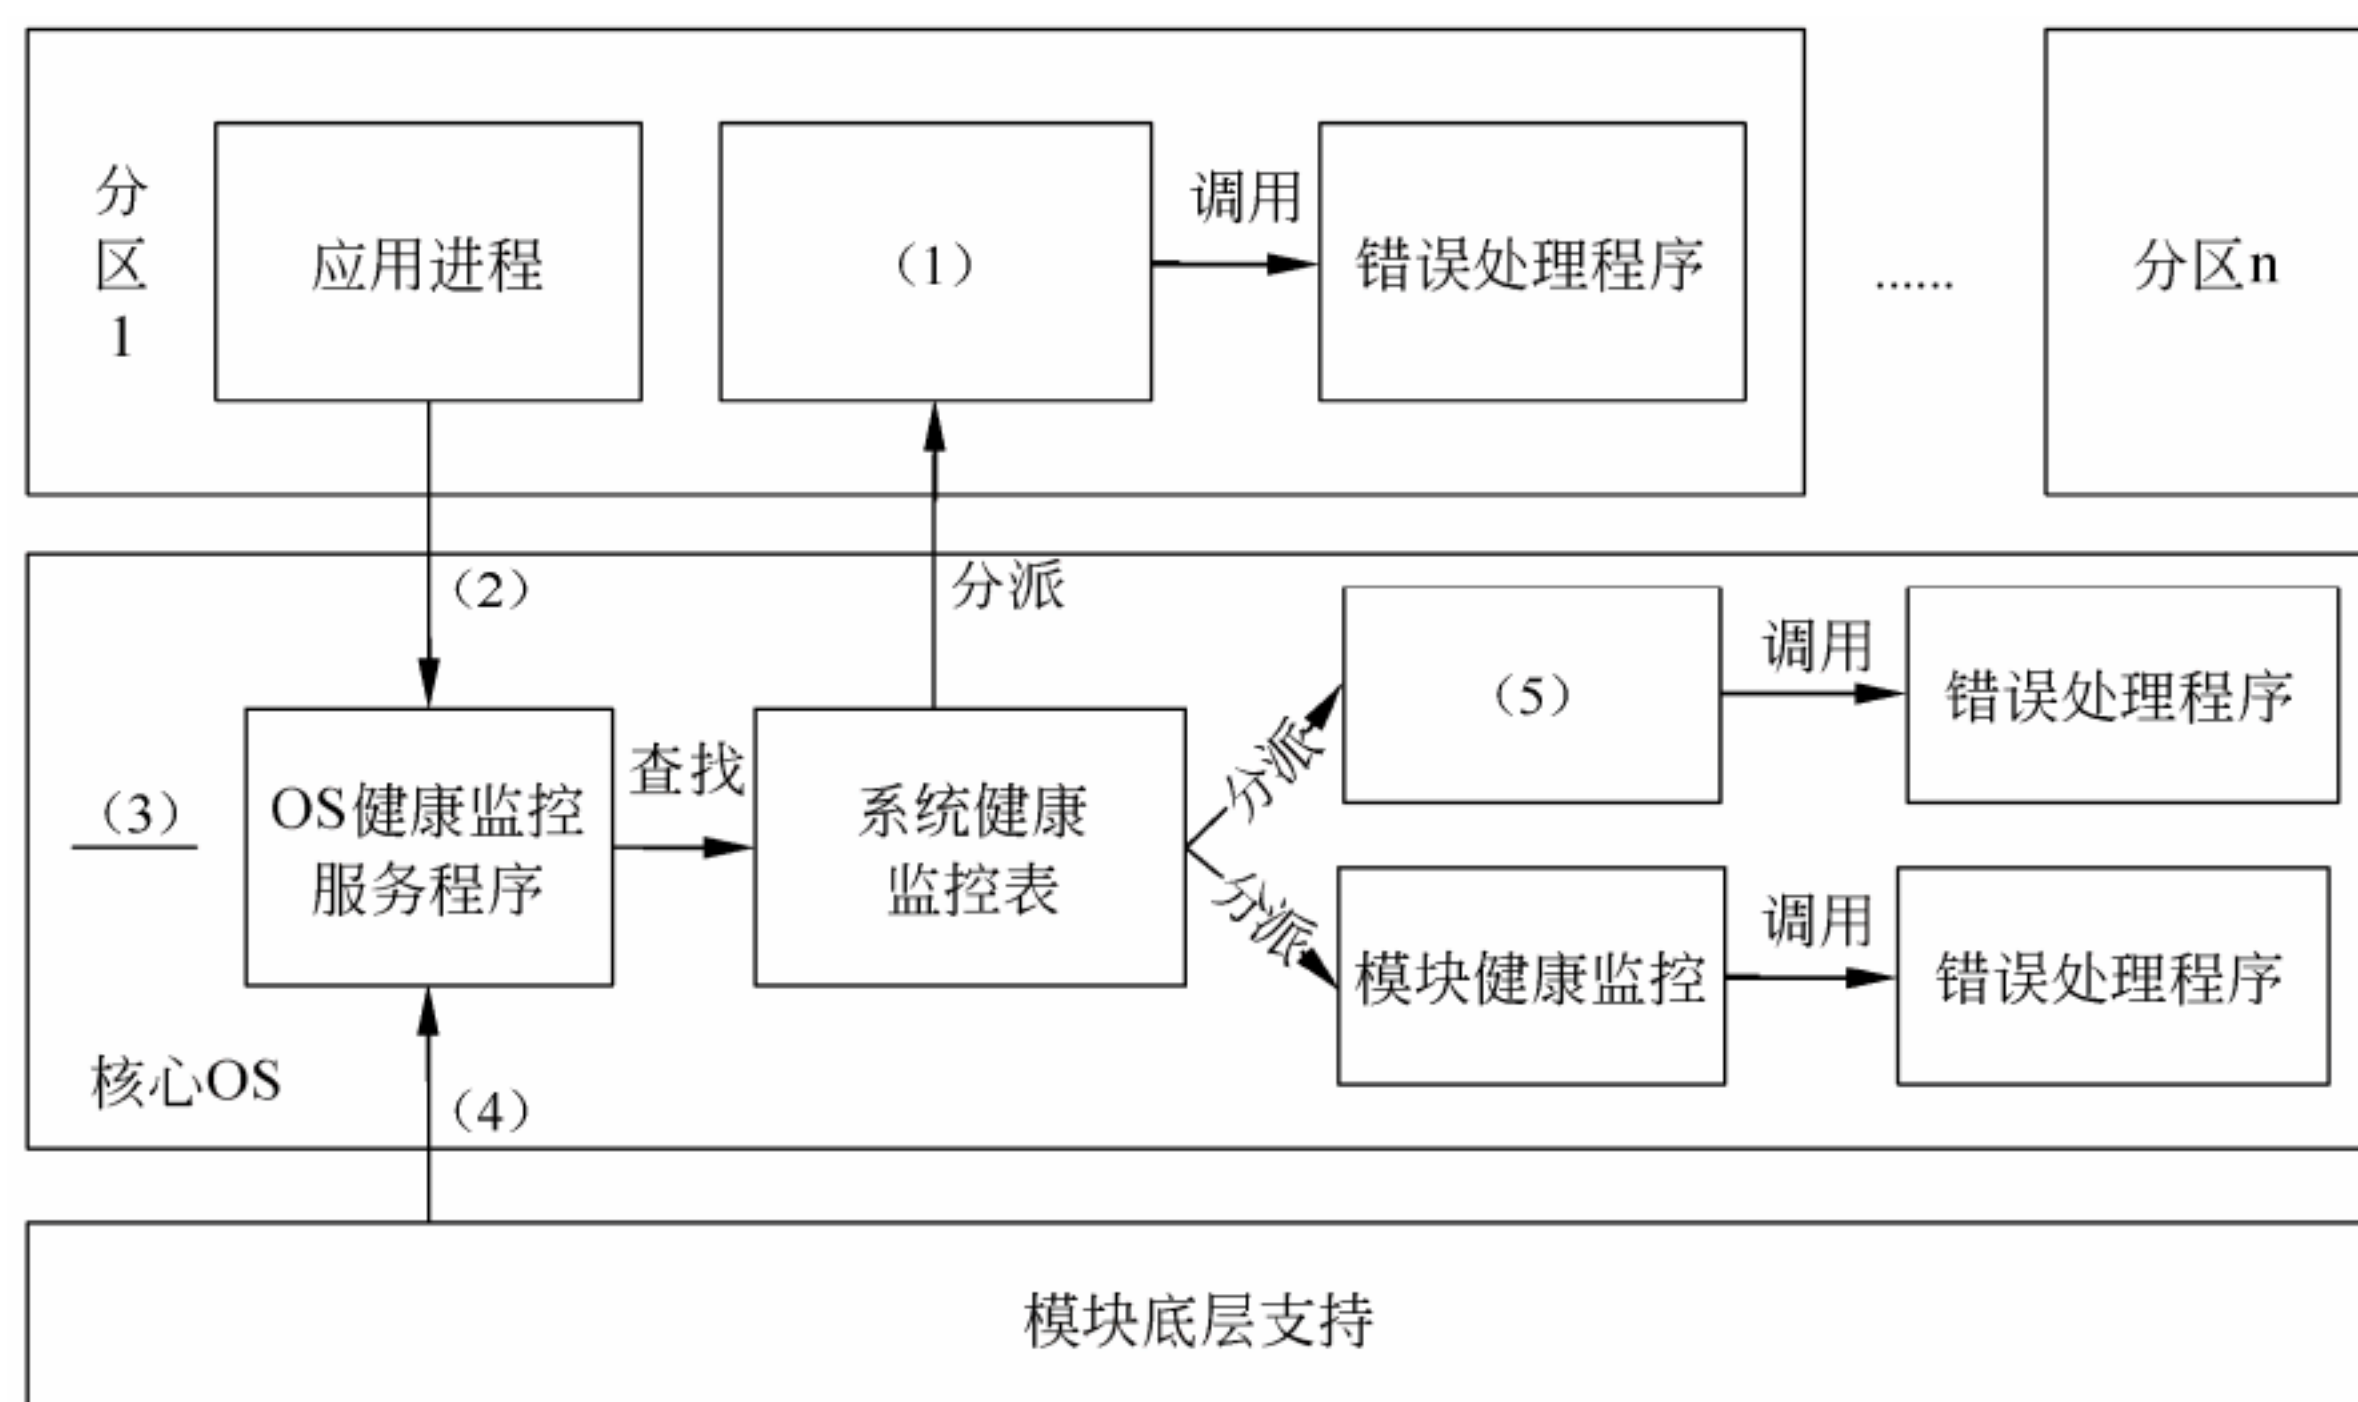 分
区
1
应用进程
（1）
调用
错误处理程序
......
分区n
（2）
分派
（3）
OS健康监控
服务程序
查找
系统健康
监控表
分派
（5）
调用
错误处理程序
分派
模块健康监控
调用
错误处理程序
核心OS
（4）
模块底层支持